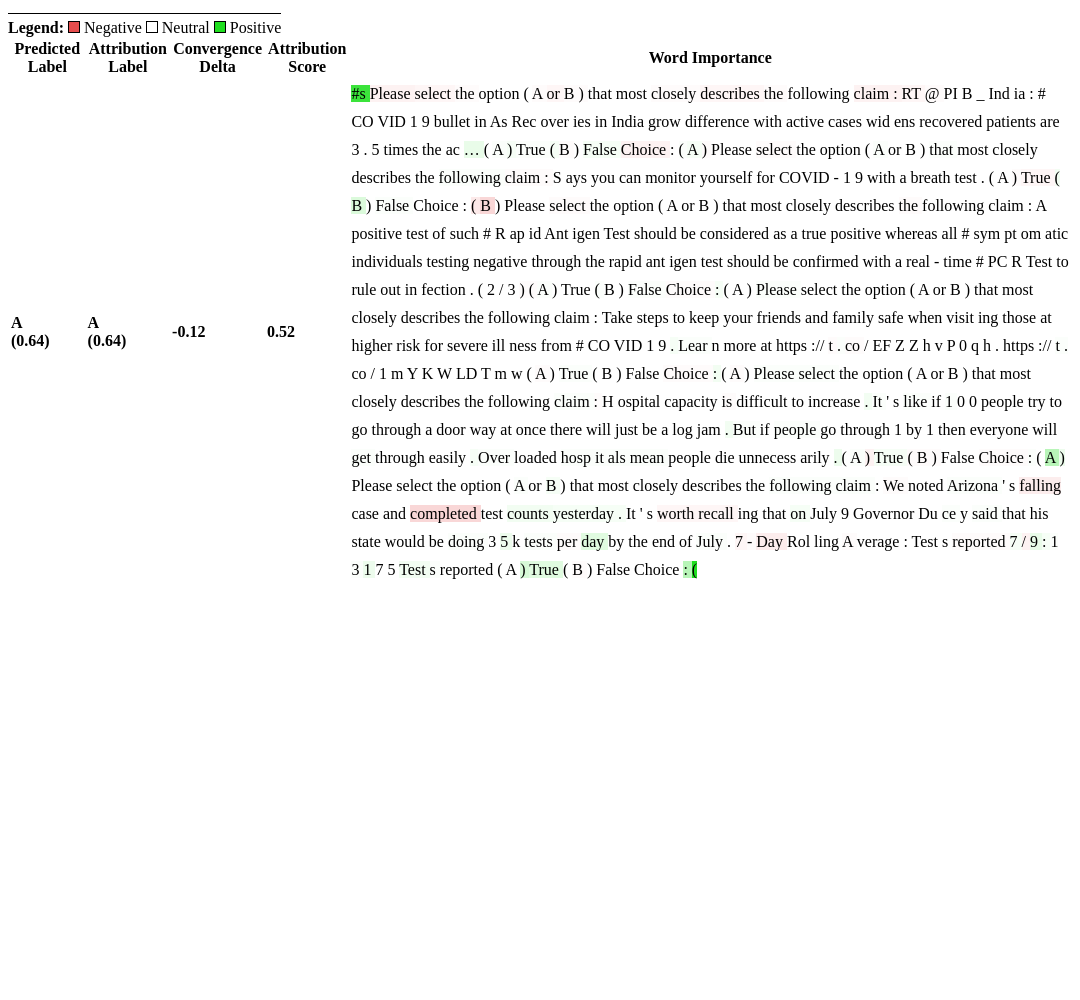 Legend: Negative Neutral Positive
Predicted Label Attribution Label Convergence Delta Attribution Score Word Importance
A (0.64) A (0.64) -0.12 0.52
#s Please select the option ( A or B ) that most closely describes the following claim : RT @ PI B _ Ind ia : #
CO VID 1 9 bullet in As Rec over ies in India grow difference with active cases wid ens recovered patients are
3 . 5 times the ac … ( A ) True ( B ) False Choice : ( A ) Please select the option ( A or B ) that most closely
describes the following claim : S ays you can monitor yourself for COVID - 1 9 with a breath test . ( A ) True (
B ) False Choice : ( B ) Please select the option ( A or B ) that most closely describes the following claim : A
positive test of such # R ap id Ant igen Test should be considered as a true positive whereas all # sym pt om atic
individuals testing negative through the rapid ant igen test should be confirmed with a real - time # PC R Test to
rule out in fection . ( 2 / 3 ) ( A ) True ( B ) False Choice : ( A ) Please select the option ( A or B ) that most
closely describes the following claim : Take steps to keep your friends and family safe when visit ing those at
higher risk for severe ill ness from # CO VID 1 9 . Lear n more at https :// t . co / EF Z Z h v P 0 q h . https :// t .
co / 1 m Y K W LD T m w ( A ) True ( B ) False Choice : ( A ) Please select the option ( A or B ) that most
closely describes the following claim : H ospital capacity is difficult to increase . It ' s like if 1 0 0 people try to
go through a door way at once there will just be a log jam . But if people go through 1 by 1 then everyone will
get through easily . Over loaded hosp it als mean people die unnecess arily . ( A ) True ( B ) False Choice : ( A )
Please select the option ( A or B ) that most closely describes the following claim : We noted Arizona ' s falling
case and completed test counts yesterday . It ' s worth recall ing that on July 9 Governor Du ce y said that his
state would be doing 3 5 k tests per day by the end of July . 7 - Day Rol ling A verage : Test s reported 7 / 9 : 1
3 1 7 5 Test s reported ( A ) True ( B ) False Choice : (